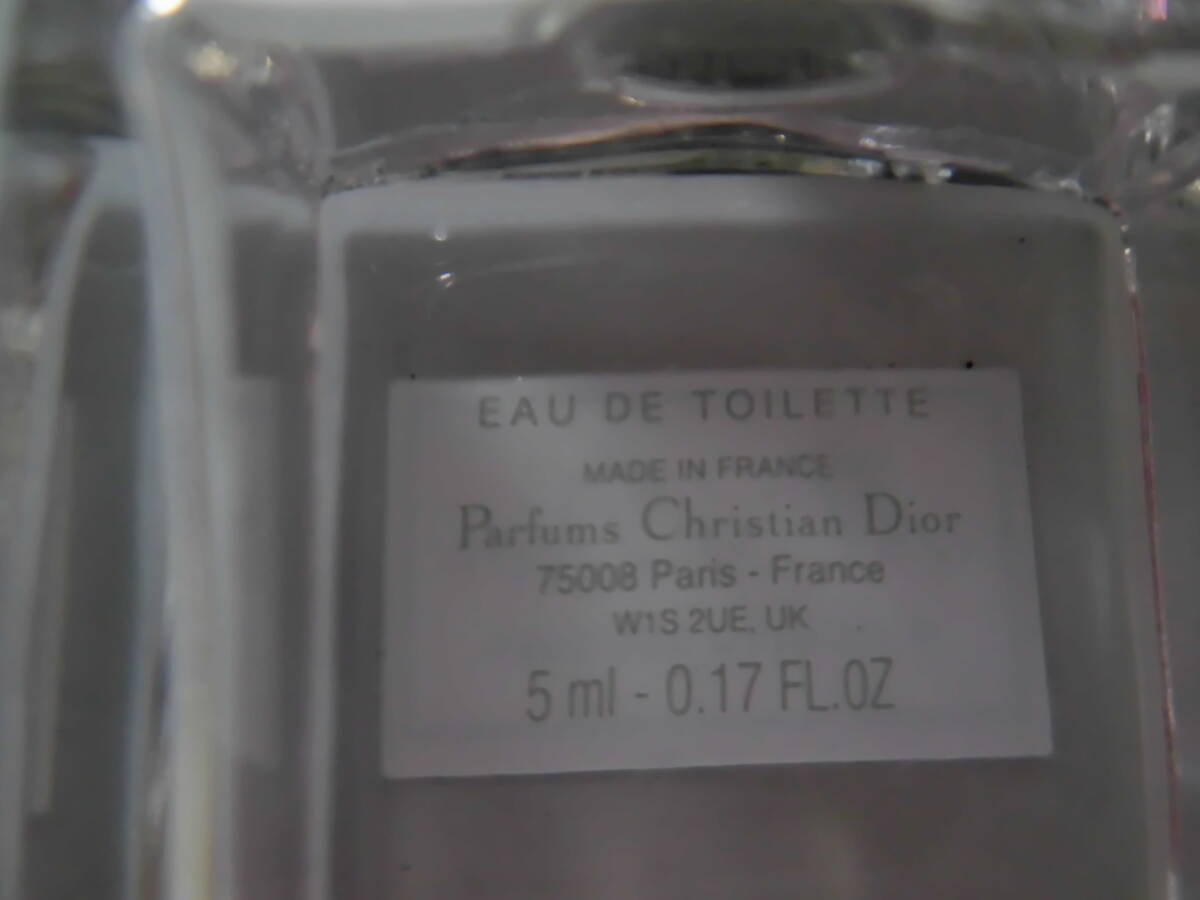 EAU DE TOILETTE
MADE IN FRANCE
Parfums Christian Dior
75008 Paris - France
W1S 2UE, UK
5 ml - 0.17 FL.OZ